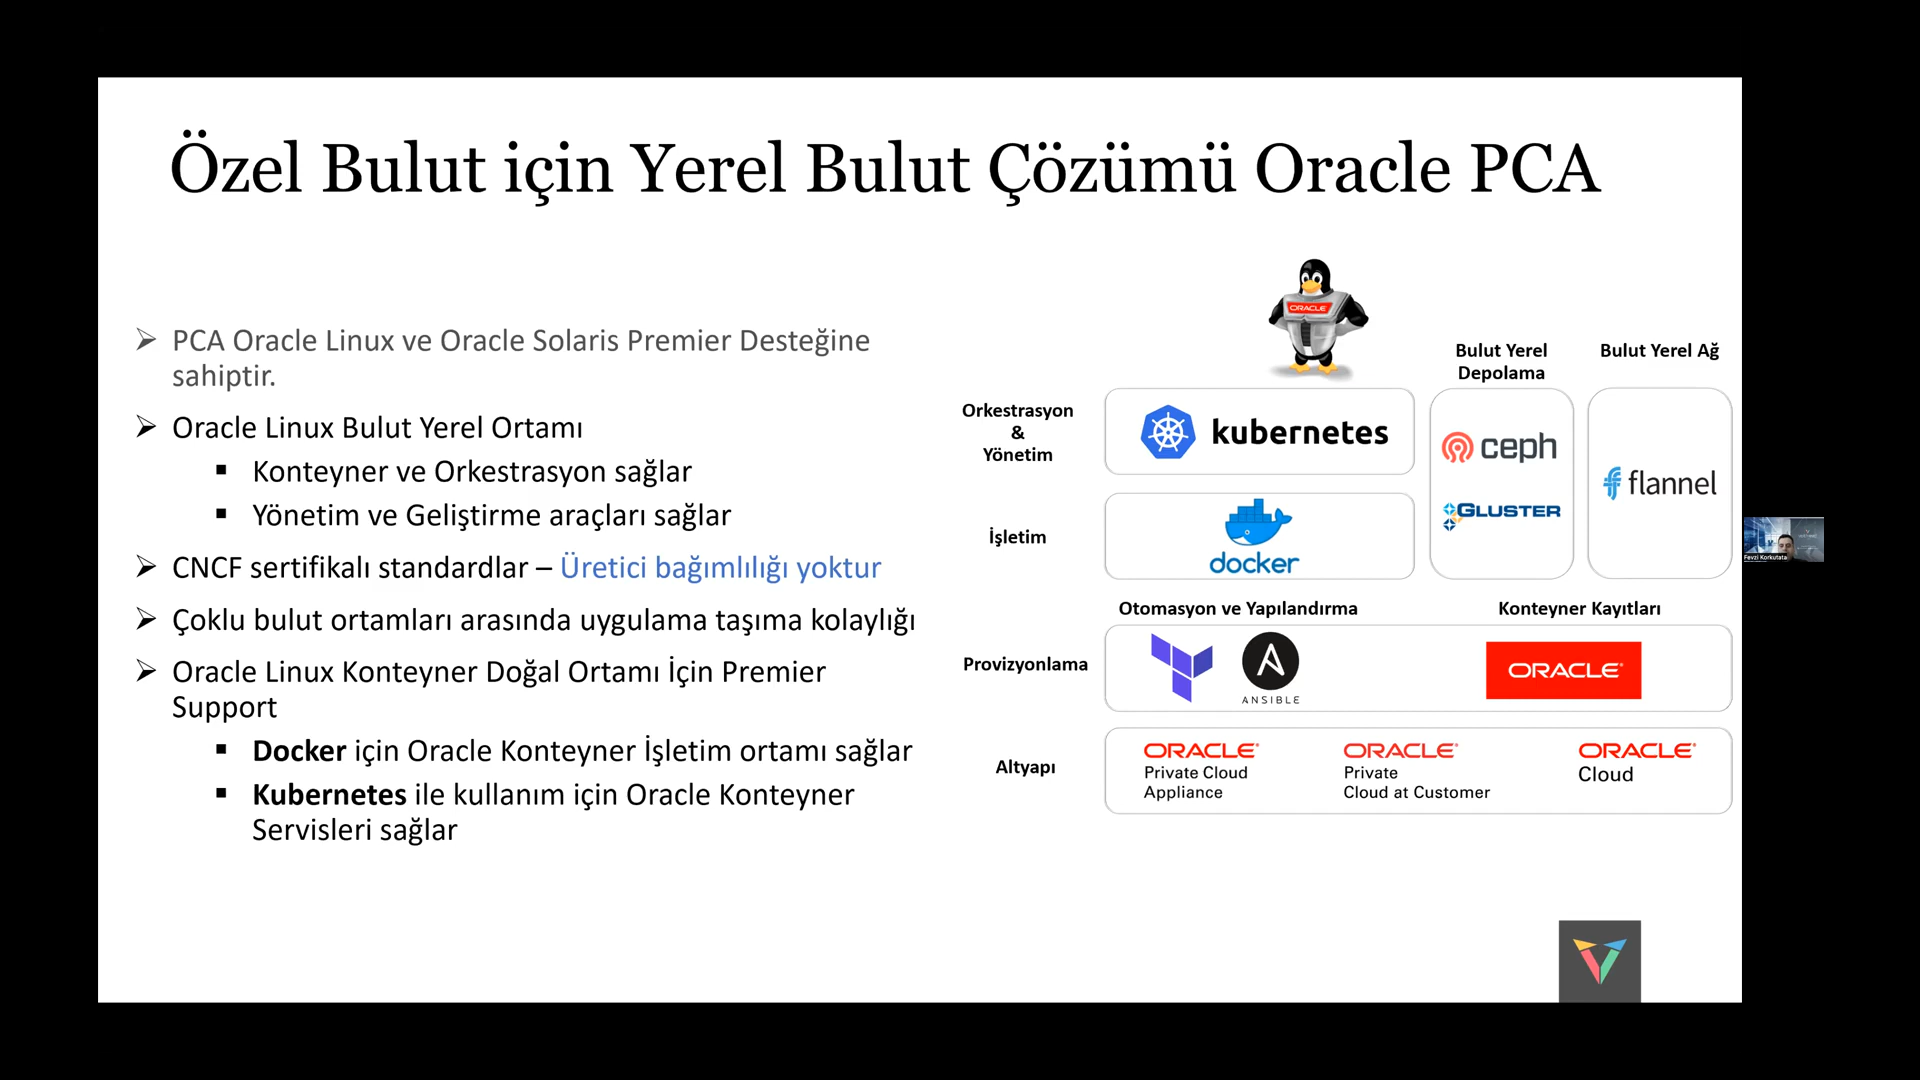 Özel Bulut için Yerel Bulut Çözümü Oracle PCA
PCA Oracle Linux ve Oracle Solaris Premier Desteğine
sahiptir.
Oracle Linux Bulut Yerel Ortamı
Konteyner ve Orkestrasyon sağlar
Yönetim ve Geliştirme araçları sağlar
CNCF sertifikalı standardlar – Üretici bağımlılığı yoktur
Çoklu bulut ortamları arasında uygulama taşıma kolaylığı
Oracle Linux Konteyner Doğal Ortamı İçin Premier
Support
Docker için Oracle Konteyner İşletim ortamı sağlar
Kubernetes ile kullanım için Oracle Konteyner
Servisleri sağlar
ORACLE
Bulut Yerel
Depolama
Bulut Yerel Ağ
Orkestrasyon
&
Yönetim
kubernetes
ceph
GLUSTER
flannel
İşletim
docker
Otomasyon ve Yapılandırma
Konteyner Kayıtları
Provizyonlama
ANSIBLE
ORACLE
Altyapı
ORACLE
Private Cloud
Appliance
ORACLE
Private
Cloud at Customer
ORACLE
Cloud
Fevzi Korkutata